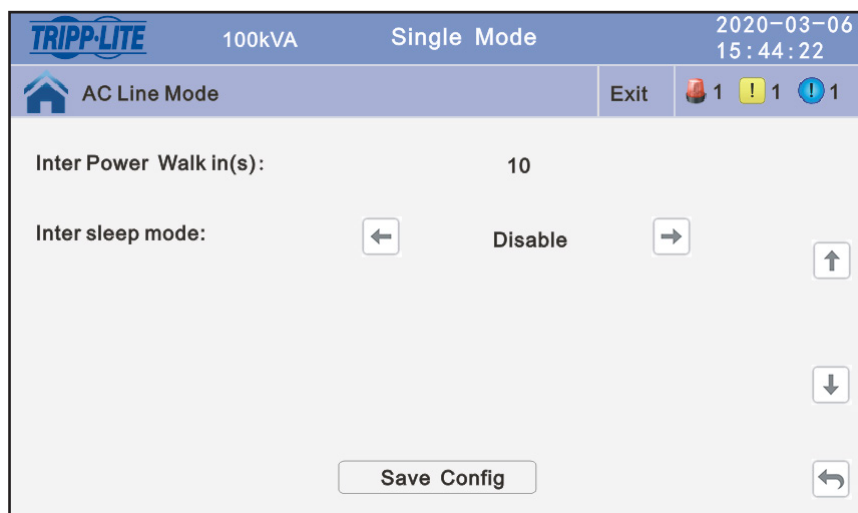 TRIPP·LITE 100kVA Single Mode 2020-03-06
15:44:22
AC Line Mode Exit 1 ! 1 ! 1
Inter Power Walk in(s): 10
Inter sleep mode: ← Disable →
↑
↓
Save Config